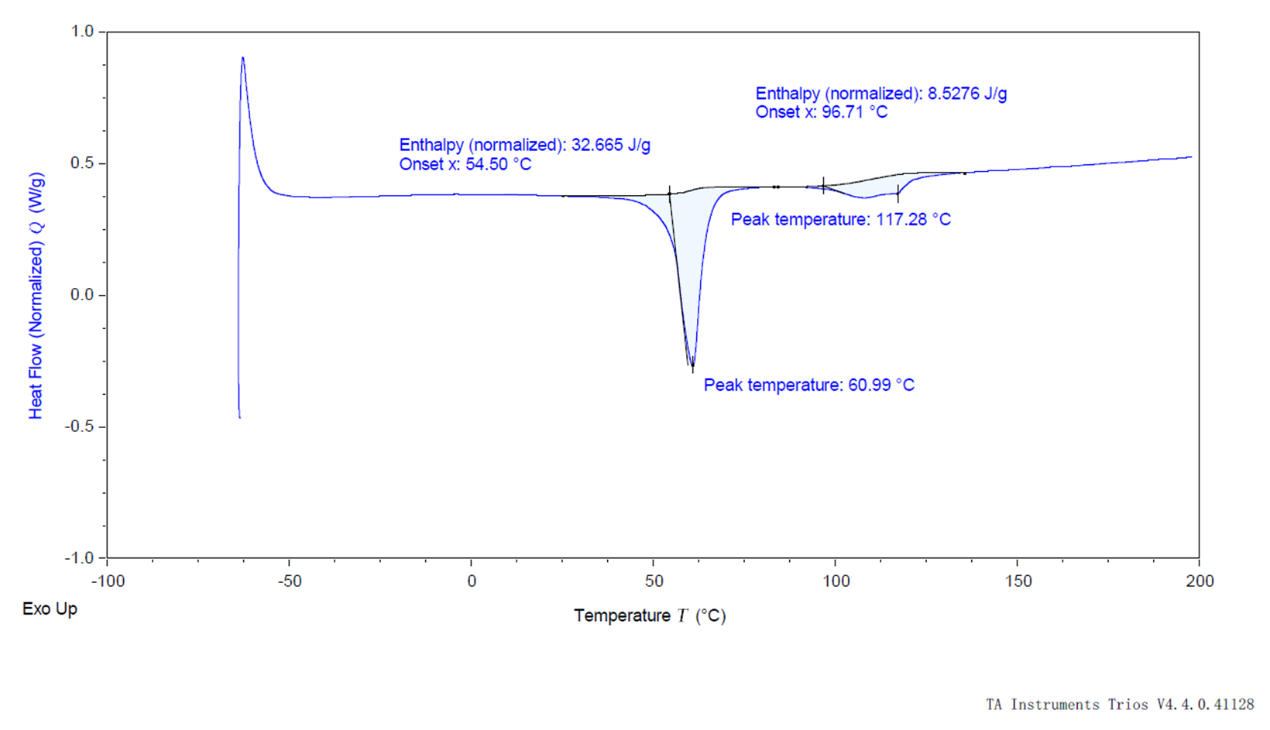 1.0
Enthalpy (normalized): 8.5276 J/g
Onset x: 96.71 °C
Enthalpy (normalized): 32.665 J/g
Onset x: 54.50 °C
0.5
Peak temperature: 117.28 °C
Heat Flow (Normalized) Q (W/g)
0.0
Peak temperature: 60.99 °C
-0.5
-1.0
-100 -50 0 50 100 150 200
Exo Up
Temperature T (°C)
TA Instruments Trios V4.4.0.41128